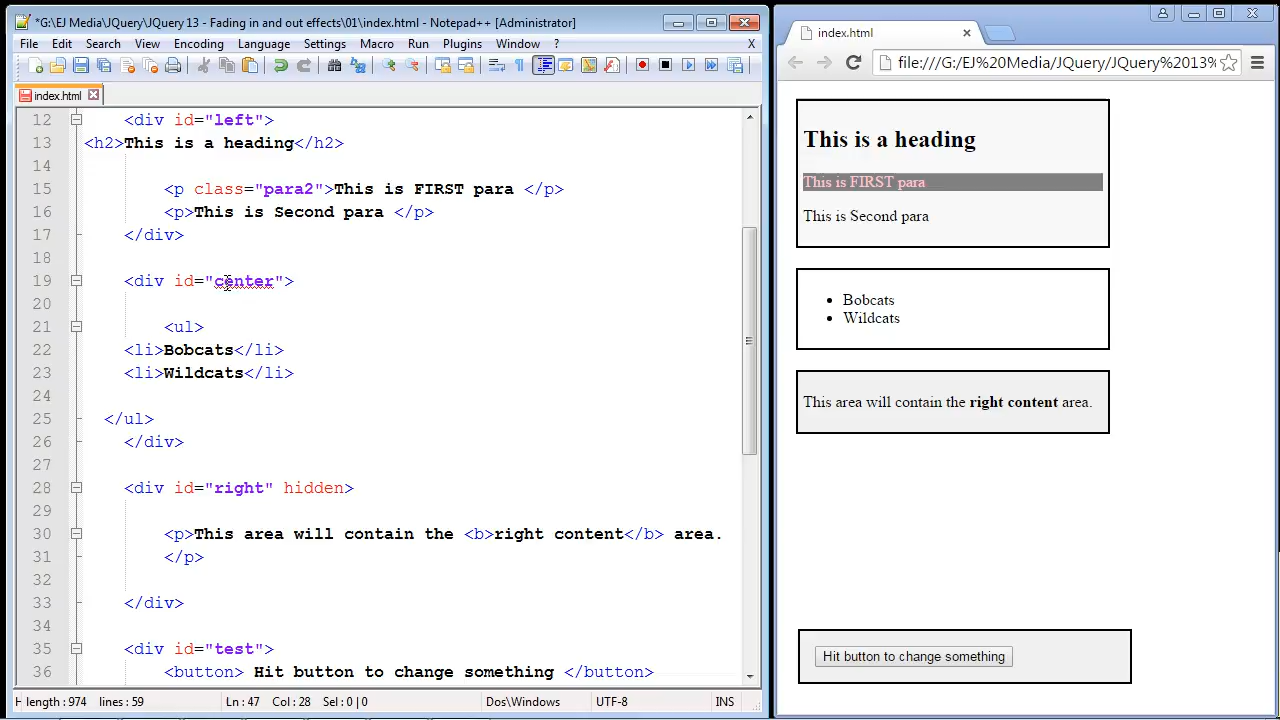 *G:\EJ Media\JQuery\JQuery 13 - Fading in and out effects\01\index.html - Notepad++ [Administrator]
File Edit Search View Encoding Language Settings Macro Run Plugins Window ? X
index.html
12 <div id="left">
13 <h2>This is a heading</h2>
14
15 <p class="para2">This is FIRST para </p>
16 <p>This is Second para </p>
17 </div>
18
19 <div id="center">
20
21 <ul>
22 <li>Bobcats</li>
23 <li>Wildcats</li>
24
25 </ul>
26 </div>
27
28 <div id="right" hidden>
29
30 <p>This area will contain the <b>right content</b> area.
31 </p>
32
33 </div>
34
35 <div id="test">
36 <button> Hit button to change something </button>
H length : 974 lines : 59 Ln : 47 Col : 28 Sel : 0 | 0 Dos\Windows UTF-8 INS
index.html
file:///G:/EJ%20Media/JQuery/JQuery%2013%
This is a heading
This is FIRST para
This is Second para
• Bobcats
• Wildcats
This area will contain the right content area.
Hit button to change something